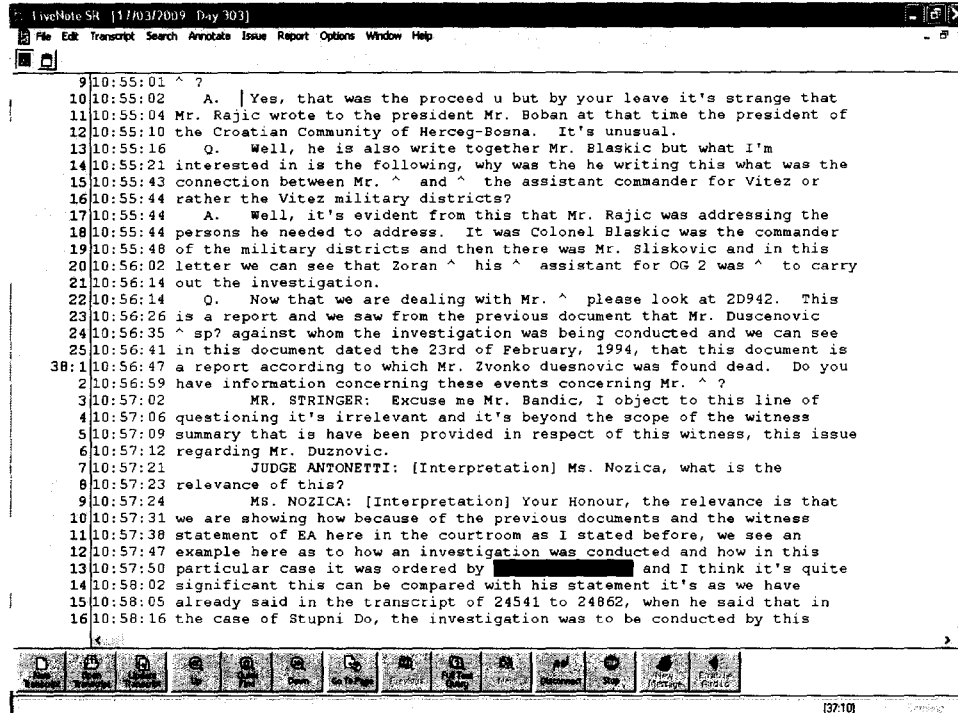 LiveNote SR [17/03/2009 Day 303]
File Edit Transcript Search Annotate Issue Report Options Window Help
9 10:55:01 ^ ?
10 10:55:02 A. Yes, that was the proceed u but by your leave it's strange that
11 10:55:04 Mr. Rajic wrote to the president Mr. Boban at that time the president of
12 10:55:10 the Croatian Community of Herceg-Bosna. It's unusual.
13 10:55:16 Q. Well, he is also write together Mr. Blaskic but what I'm
14 10:55:21 interested in is the following, why was the he writing this what was the
15 10:55:43 connection between Mr. ^ and ^ the assistant commander for Vitez or
16 10:55:44 rather the Vitez military districts?
17 10:55:44 A. Well, it's evident from this that Mr. Rajic was addressing the
18 10:55:44 persons he needed to address. It was Colonel Blaskic was the commander
19 10:55:48 of the military districts and then there was Mr. Sliskovic and in this
20 10:56:02 letter we can see that Zoran ^ his ^ assistant for OG 2 was ^ to carry
21 10:56:14 out the investigation.
22 10:56:14 Q. Now that we are dealing with Mr. ^ please look at 2D942. This
23 10:56:26 is a report and we saw from the previous document that Mr. Duscenovic
24 10:56:35 ^ sp? against whom the investigation was being conducted and we can see
25 10:56:41 in this document dated the 23rd of February, 1994, that this document is
38:1 10:56:47 a report according to which Mr. Zvonko duesnovic was found dead. Do you
2 10:56:59 have information concerning these events concerning Mr. ^ ?
3 10:57:02 MR. STRINGER: Excuse me Mr. Bandic, I object to this line of
4 10:57:06 questioning it's irrelevant and it's beyond the scope of the witness
5 10:57:09 summary that is have been provided in respect of this witness, this issue
6 10:57:12 regarding Mr. Duznovic.
7 10:57:21 JUDGE ANTONETTI: [Interpretation] Ms. Nozica, what is the
8 10:57:23 relevance of this?
9 10:57:24 MS. NOZICA: [Interpretation] Your Honour, the relevance is that
10 10:57:31 we are showing how because of the previous documents and the witness
11 10:57:38 statement of EA here in the courtroom as I stated before, we see an
12 10:57:47 example here as to how an investigation was conducted and how in this
13 10:57:50 particular case it was ordered by and I think it's quite
14 10:58:02 significant this can be compared with his statement it's as we have
15 10:58:05 already said in the transcript of 24541 to 24862, when he said that in
16 10:58:16 the case of Stupni Do, the investigation was to be conducted by this
New Transcript Open Transcript Update Transcript Up Quick Find Down Go To Page Full Text Query Disconnect Stop New Message Enable Audio
[37:10]